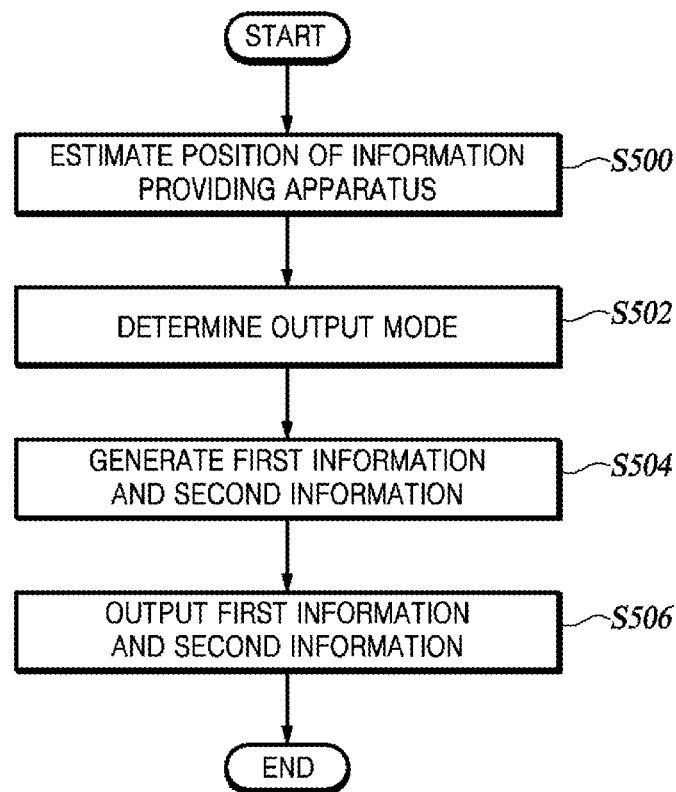 START
ESTIMATE POSITION OF INFORMATION
PROVIDING APPARATUS
S500
DETERMINE OUTPUT MODE
S502
GENERATE FIRST INFORMATION
AND SECOND INFORMATION
S504
OUTPUT FIRST INFORMATION
AND SECOND INFORMATION
S506
END